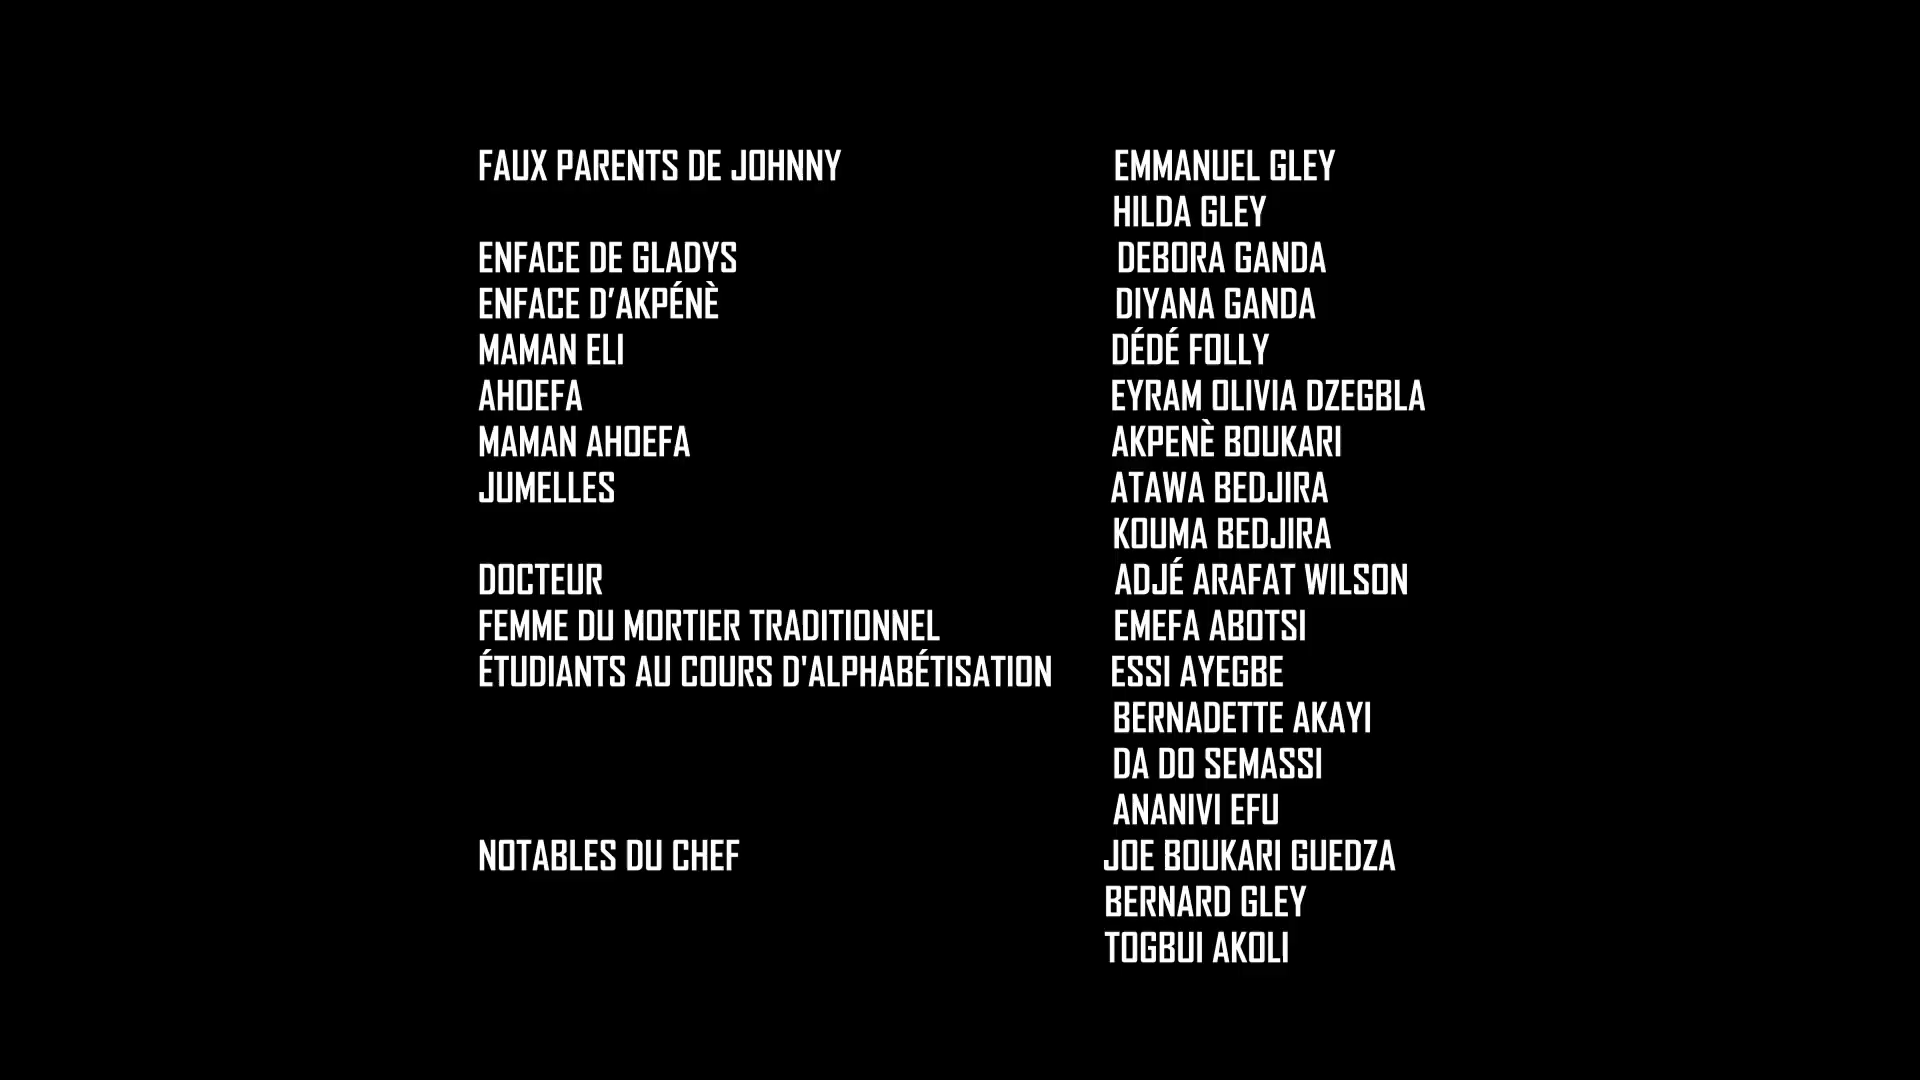 FAUX PARENTS DE JOHNNY EMMANUEL GLEY
HILDA GLEY
ENFACE DE GLADYS DEBORA GANDA
ENFACE D’AKPÉNÈ DIYANA GANDA
MAMAN ELI DÉDÉ FOLLY
AHOEFA EYRAM OLIVIA DZEGBLA
MAMAN AHOEFA AKPENÈ BOUKARI
JUMELLES ATAWA BEDJIRA
KOUMA BEDJIRA
DOCTEUR ADJÉ ARAFAT WILSON
FEMME DU MORTIER TRADITIONNEL EMEFA ABOTSI
ÉTUDIANTS AU COURS D'ALPHABÉTISATION ESSI AYEGBE
BERNADETTE AKAYI
DA DO SEMASSI
ANANIVI EFU
NOTABLES DU CHEF JOE BOUKARI GUEDZA
BERNARD GLEY
TOGBUI AKOLI